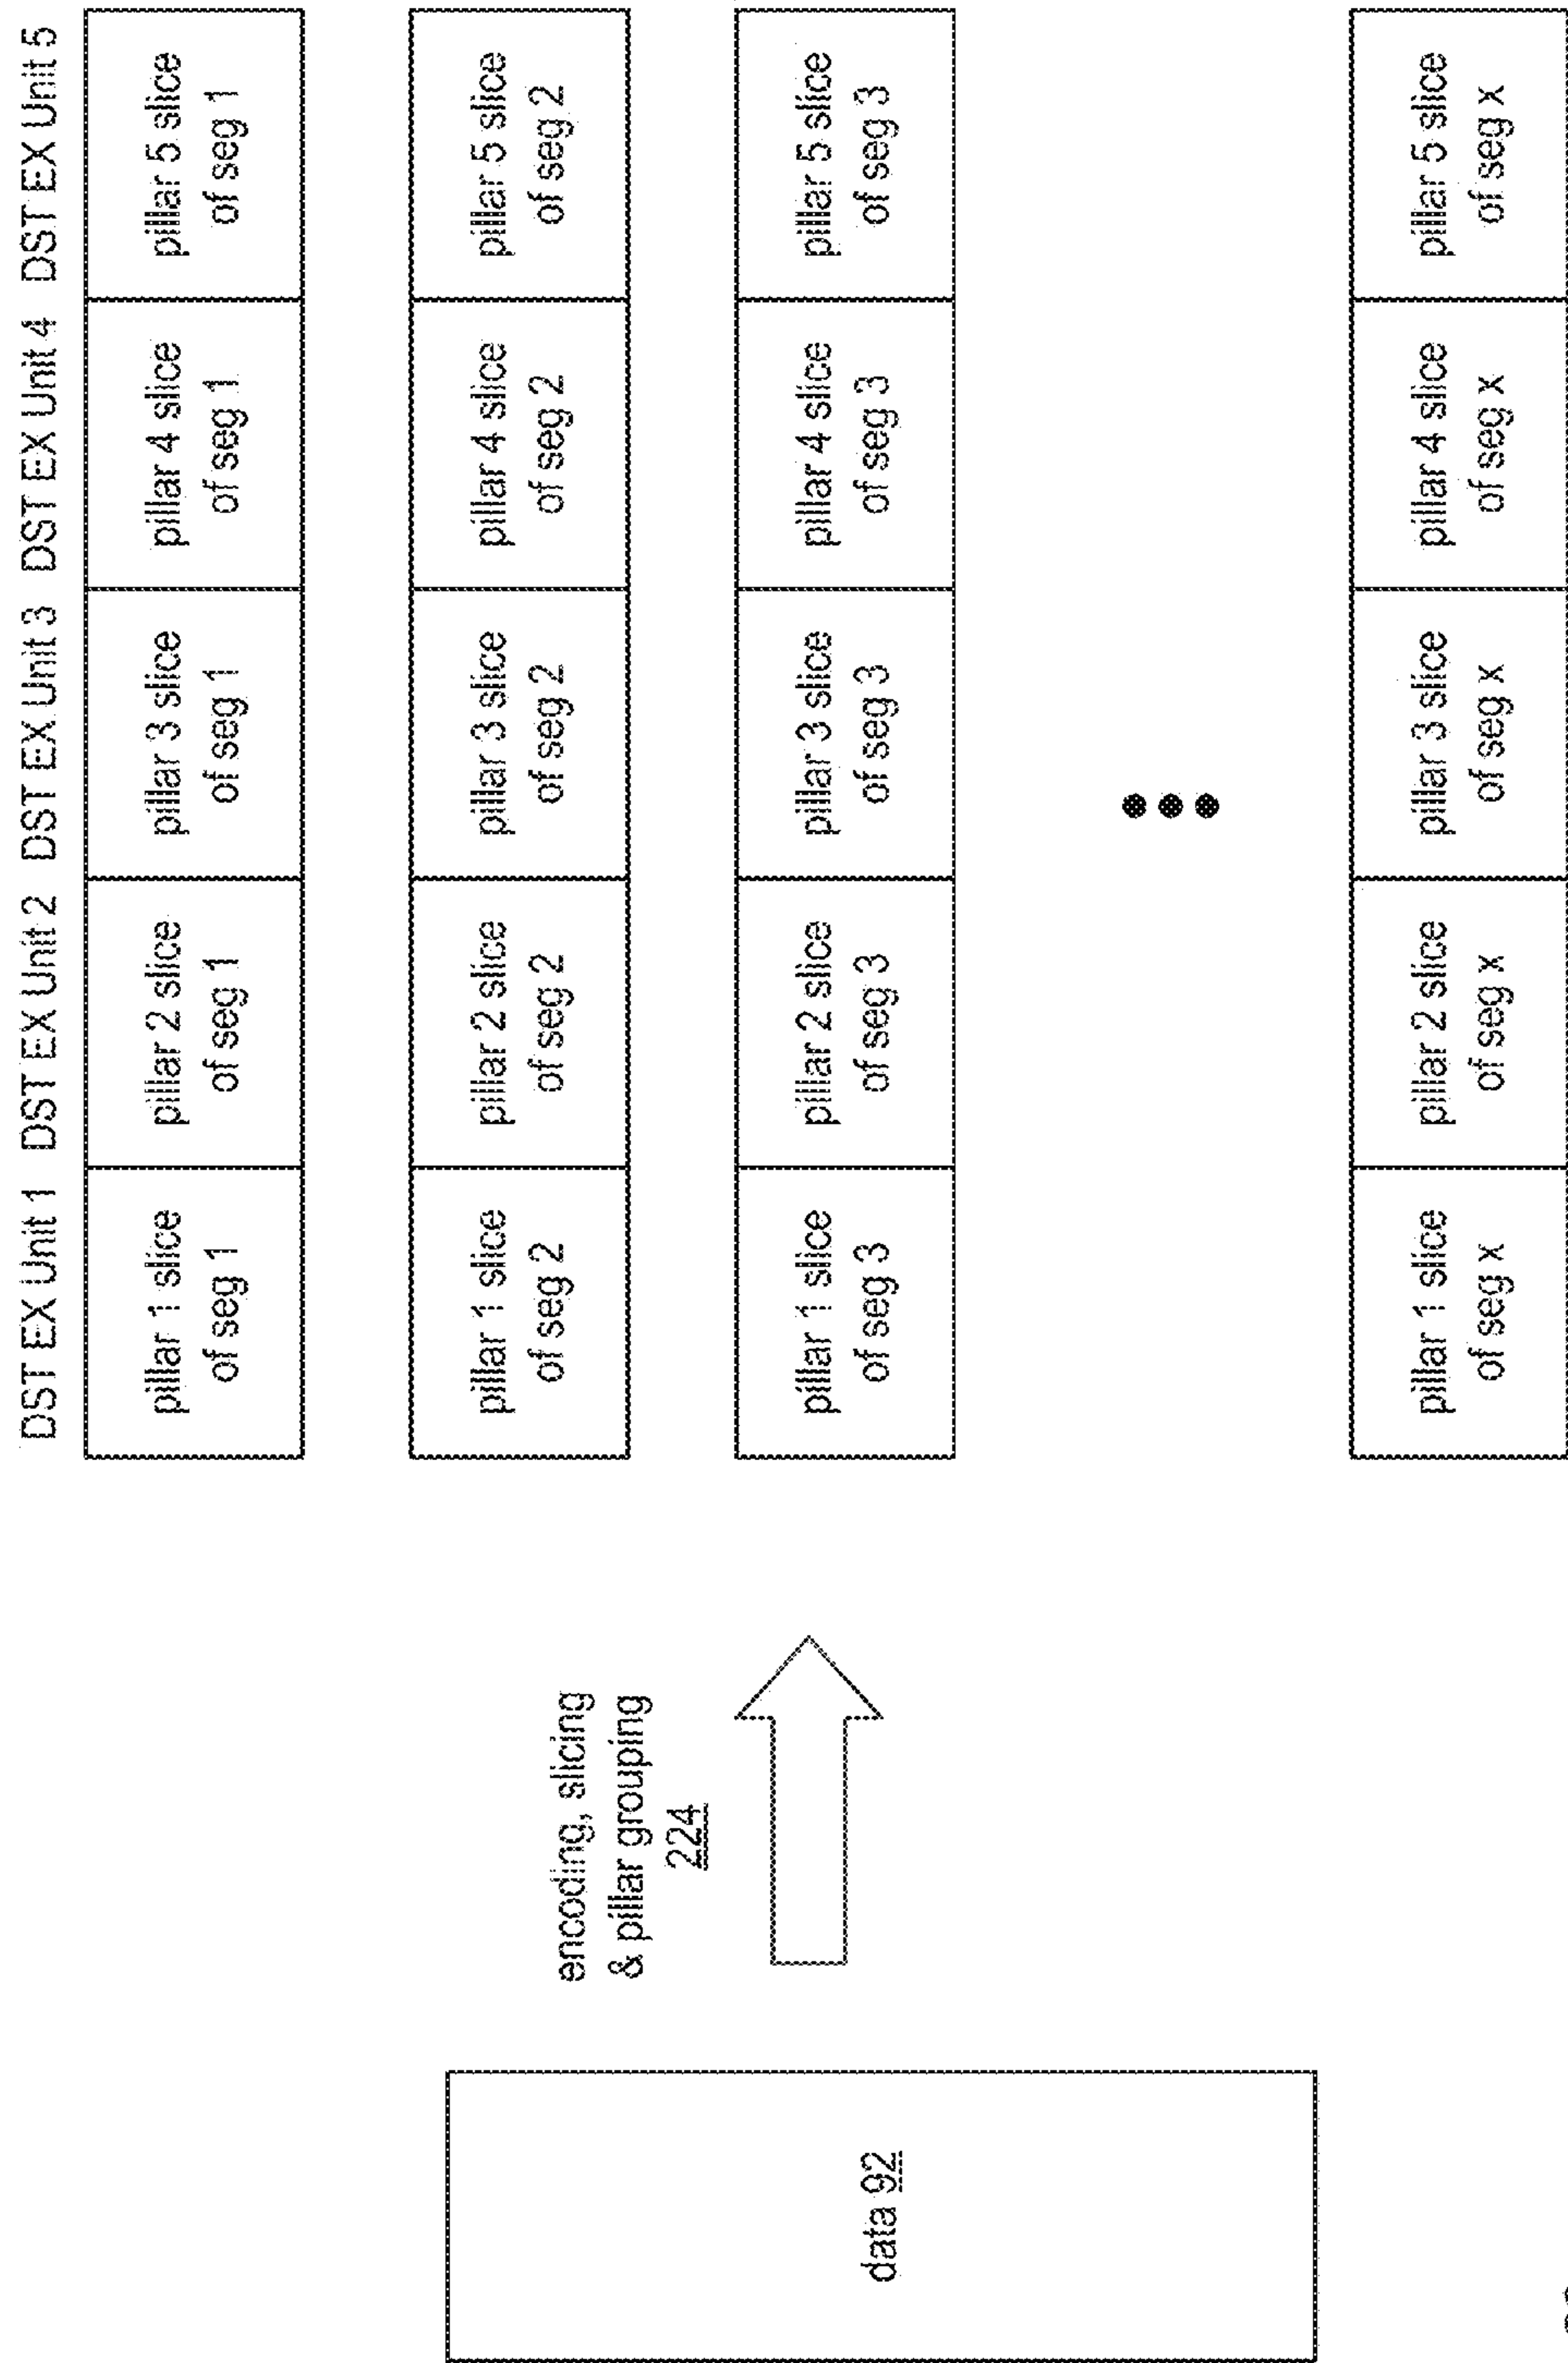 DST EX Unit 1 DST EX Unit 2 DST EX Unit 3 DST EX Unit 4 DST EX Unit 5
pillar 1 slice
of seg 1
pillar 2 slice
of seg 1
pillar 3 slice
of seg 1
pillar 4 slice
of seg 1
pillar 5 slice
of seg 1
pillar 1 slice
of seg 2
pillar 2 slice
of seg 2
pillar 3 slice
of seg 2
pillar 4 slice
of seg 2
pillar 5 slice
of seg 2
pillar 1 slice
of seg 3
pillar 2 slice
of seg 3
pillar 3 slice
of seg 3
pillar 4 slice
of seg 3
pillar 5 slice
of seg 3
pillar 1 slice
of seg x
pillar 2 slice
of seg x
pillar 3 slice
of seg x
pillar 4 slice
of seg x
pillar 5 slice
of seg x
encoding, slicing
& pillar grouping
224
data 92